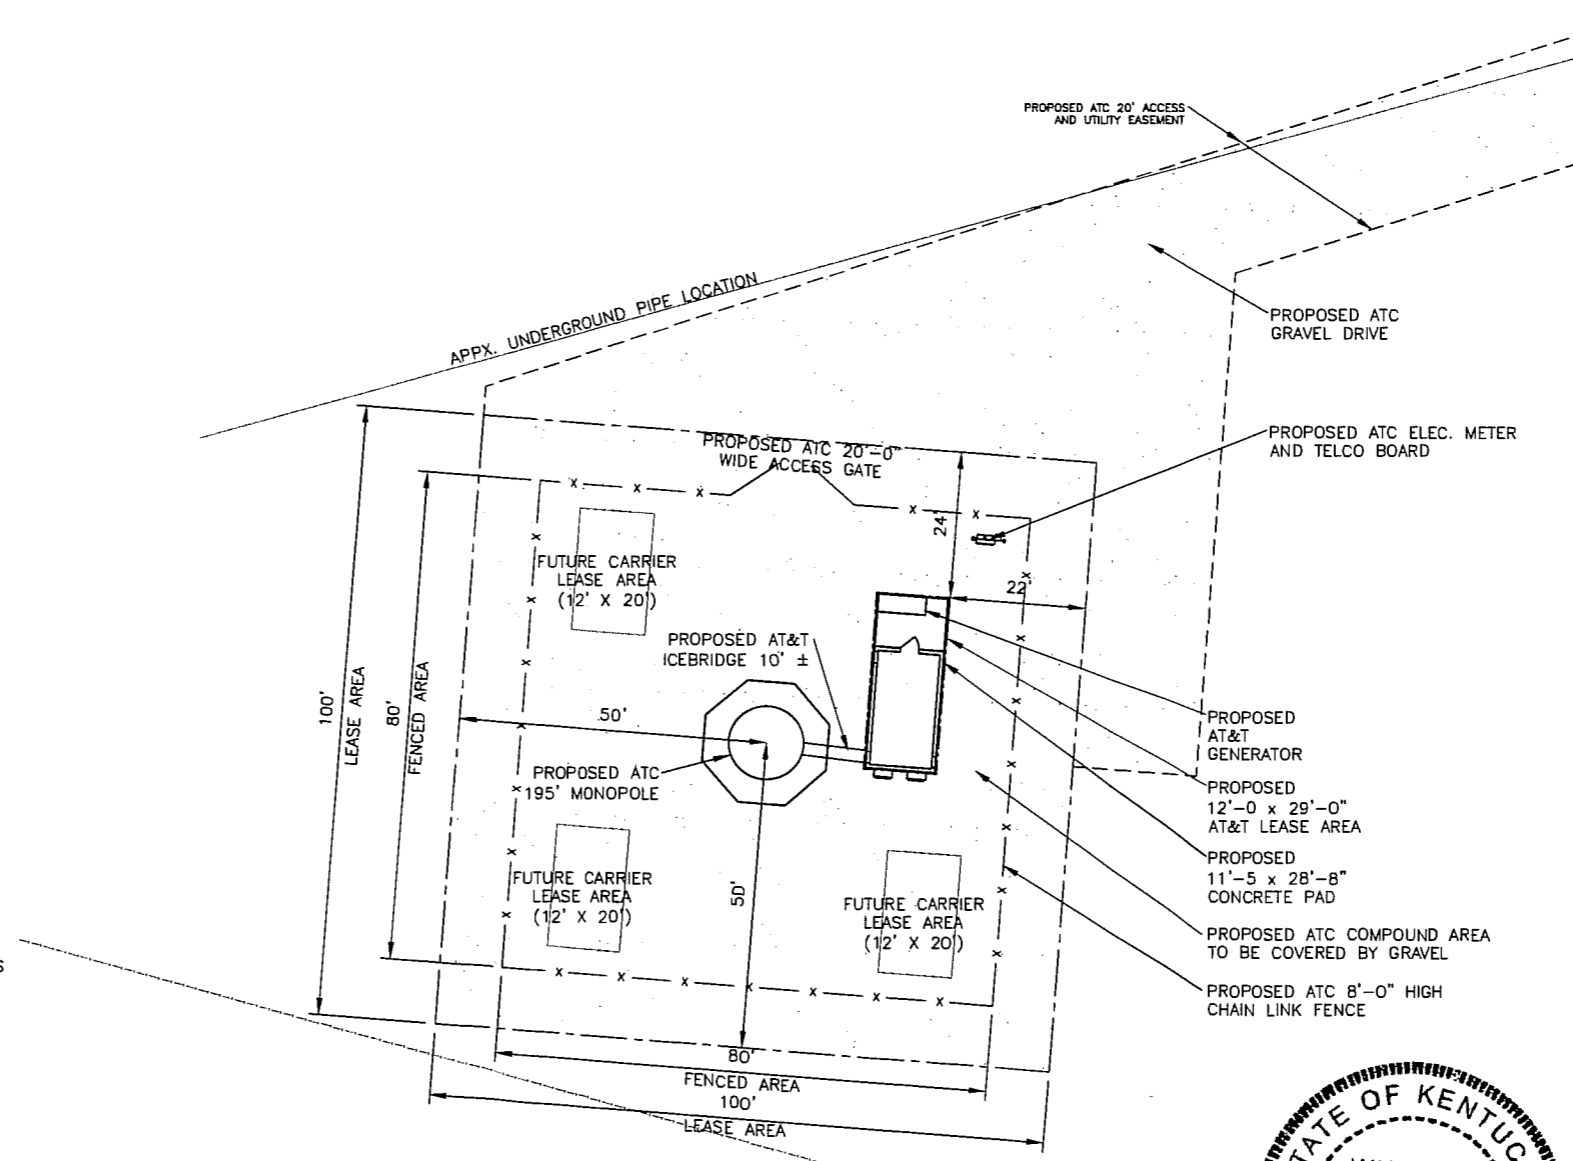 PROPOSED ATC 20' ACCESS
AND UTILITY EASEMENT
APPX. UNDERGROUND PIPE LOCATION
PROPOSED ATC
GRAVEL DRIVE
PROPOSED ATC 20'-0"
WIDE ACCESS GATE
PROPOSED ATC ELEC. METER
AND TELCO BOARD
24'
22'
FUTURE CARRIER
LEASE AREA
(12' X 20')
PROPOSED AT&T
ICEBRIDGE 10' ±
100'
LEASE AREA
80'
FENCED AREA
50'
PROPOSED ATC
195' MONOPOLE
50'
PROPOSED
AT&T
GENERATOR
PROPOSED
12'-0 x 29'-0"
AT&T LEASE AREA
PROPOSED
11'-5 x 28'-8"
CONCRETE PAD
FUTURE CARRIER
LEASE AREA
(12' X 20')
FUTURE CARRIER
LEASE AREA
(12' X 20')
PROPOSED ATC COMPOUND AREA
TO BE COVERED BY GRAVEL
PROPOSED ATC 8'-0" HIGH
CHAIN LINK FENCE
S
80'
FENCED AREA
100'
LEASE AREA
TATE OF KENTUC